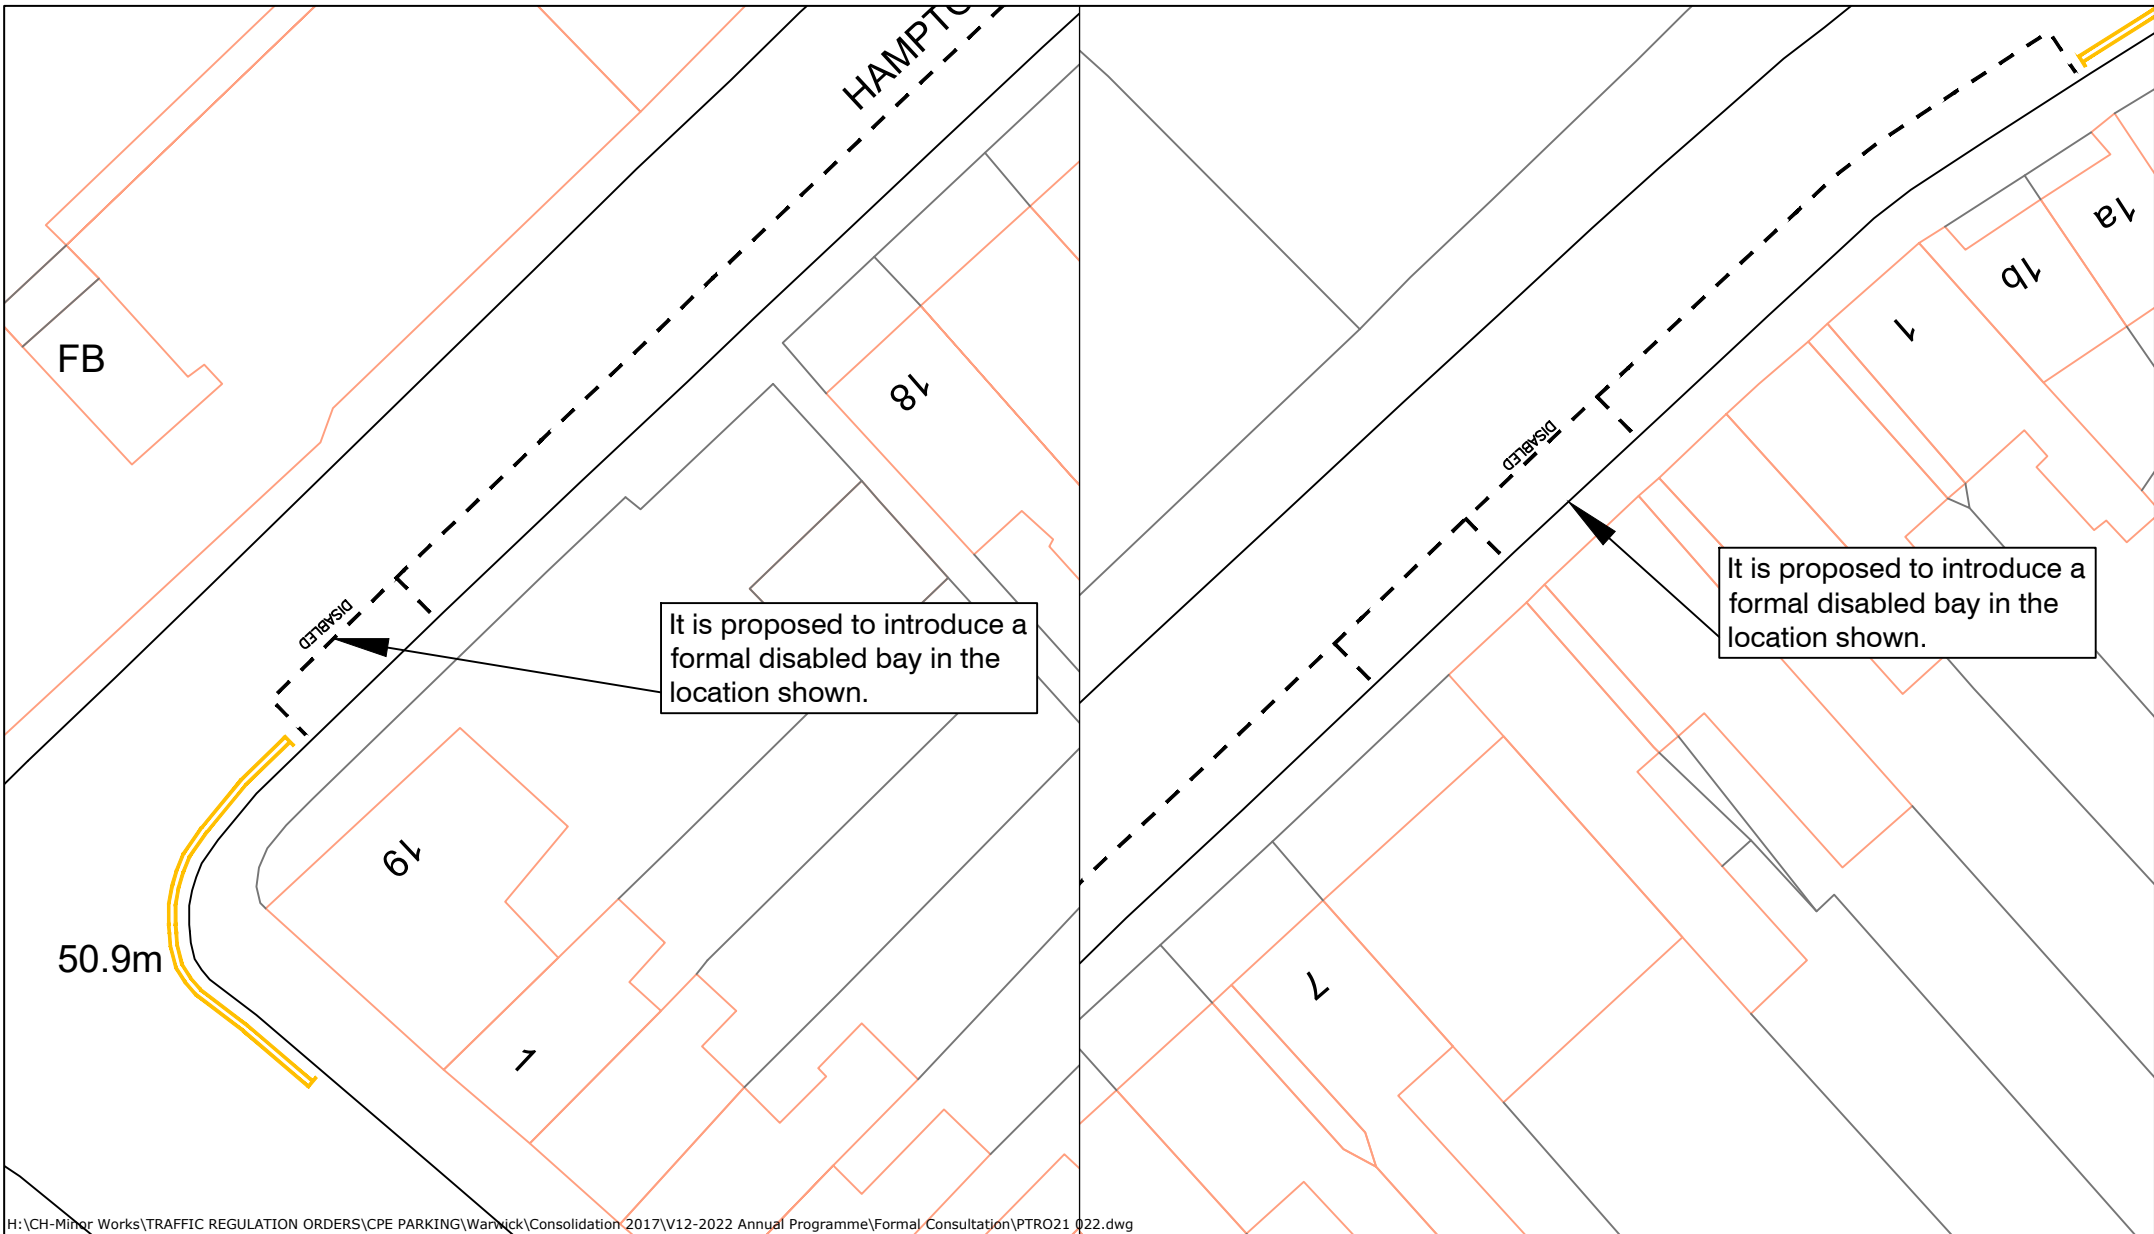 HAMPTO
FB
18
DISABLED
It is proposed to introduce a
formal disabled bay in the
location shown.
19
50.9m
1
1a
1b
1
DISABLED
It is proposed to introduce a
formal disabled bay in the
location shown.
7
H:\CH-Minor Works\TRAFFIC REGULATION ORDERS\CPE PARKING\Warwick\Consolidation 2017\V12-2022 Annual Programme\Formal Consultation\PTRO21 022.dwg